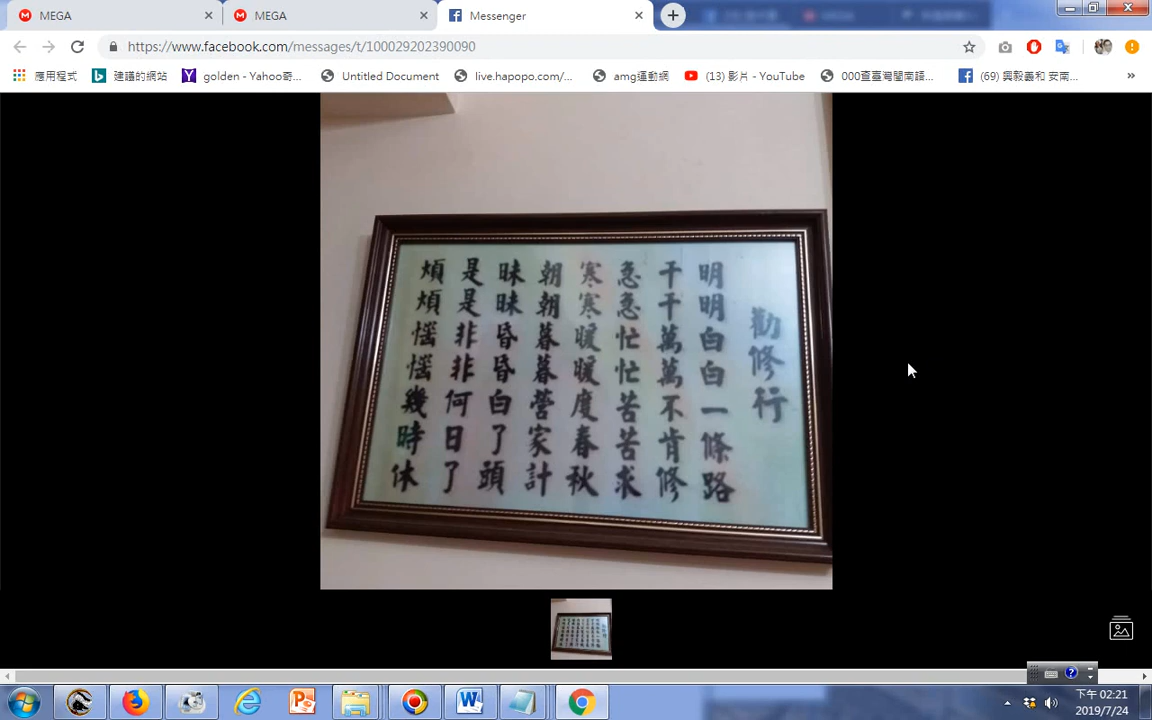 MEGA
MEGA
Messenger
https://www.facebook.com/messages/t/100029202390090
應用程式
建議的網站
golden - Yahoo奇...
Untitled Document
live.hapopo.com/...
amg運動網
(13) 影片 - YouTube
000查臺灣閩南語...
(69) 興毅義和 安南...
»
勸修行
明明白白一條路
千千萬萬不肯修
急急忙忙苦苦求
寒寒暖暖度春秋
朝朝暮暮營家計
昧昧昏昏白了頭
是是非非何日了
煩煩惱惱幾時休
下午 02:21
2019/7/24